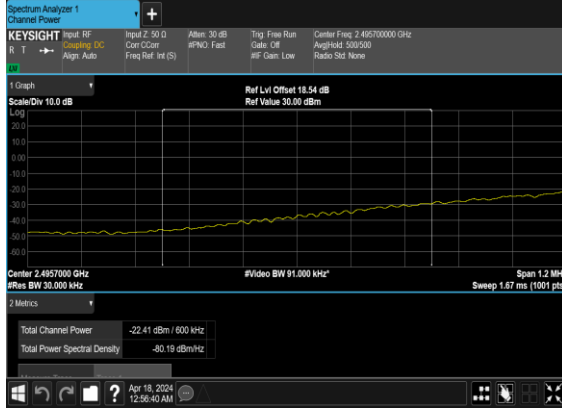 Spectrum Analyzer 1
Channel Power
KEYSIGHT Input: RF Input Z: 50 Ω Atten: 30 dB Trig: Free Run Center Freq: 2.495700000 GHz
R T Coupling: DC Corr CCorr #PNO: Fast Gate: Off Avg|Hold: 500/500
Align: Auto Freq Ref: Int (S) #IF Gain: Low Radio Std: None
1 Graph
Ref Lvl Offset 18.54 dB
Scale/Div 10.0 dB Ref Value 30.00 dBm
Log
20.0
10.0
0.00
-10.0
-20.0
-30.0
-40.0
-50.0
-60.0
Center 2.4957000 GHz #Video BW 91.000 kHz* Span 1.2 MH
#Res BW 30.000 kHz Sweep 1.67 ms (1001 pts
2 Metrics
Total Channel Power -22.41 dBm / 600 kHz
Total Power Spectral Density -80.19 dBm/Hz
? Apr 18, 2024
12:56:40 AM